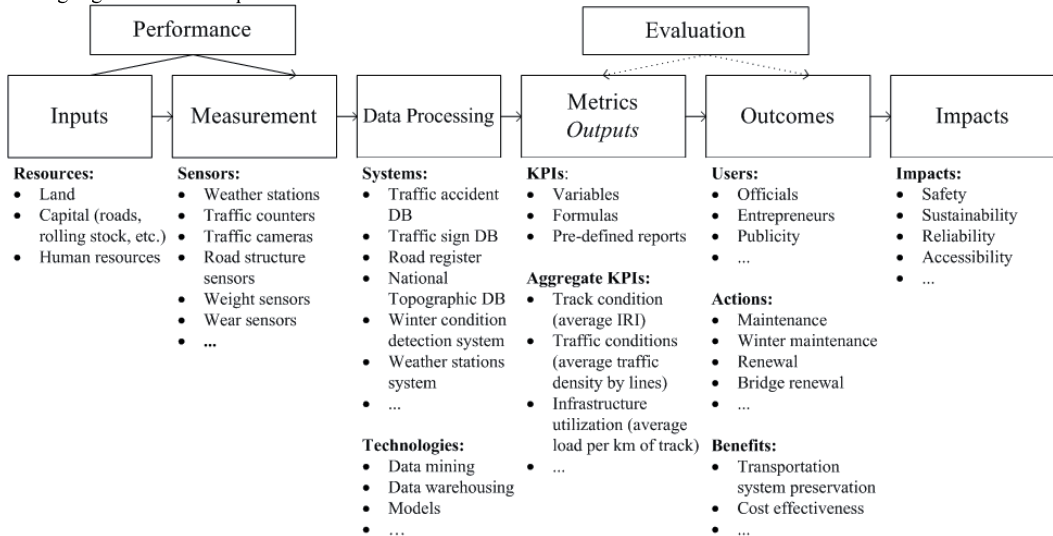 Performance
Evaluation
Inputs
Measurement
Data Processing
Metrics
Outputs
Outcomes
Impacts
Resources:
• Land
• Capital (roads,
rolling stock, etc.)
• Human resources
Sensors:
• Weather stations
• Traffic counters
• Traffic cameras
• Road structure
sensors
• Weight sensors
• Wear sensors
• ...
Systems:
• Traffic accident
DB
• Traffic sign DB
• Road register
• National
Topographic DB
• Winter condition
detection system
• Weather stations
system
• ...
Technologies:
• Data mining
• Data warehousing
• Models
• ...
KPIs:
• Variables
• Formulas
• Pre-defined reports
Aggregate KPIs:
• Track condition
(average IRI)
• Traffic conditions
(average traffic
density by lines)
• Infrastructure
utilization (average
load per km of track)
• ...
Users:
• Officials
• Entrepreneurs
• Publicity
• ...
Actions:
• Maintenance
• Winter maintenance
• Renewal
• Bridge renewal
• ...
Benefits:
• Transportation
system preservation
• Cost effectiveness
• ...
Impacts:
• Safety
• Sustainability
• Reliability
• Accessibility
• ...